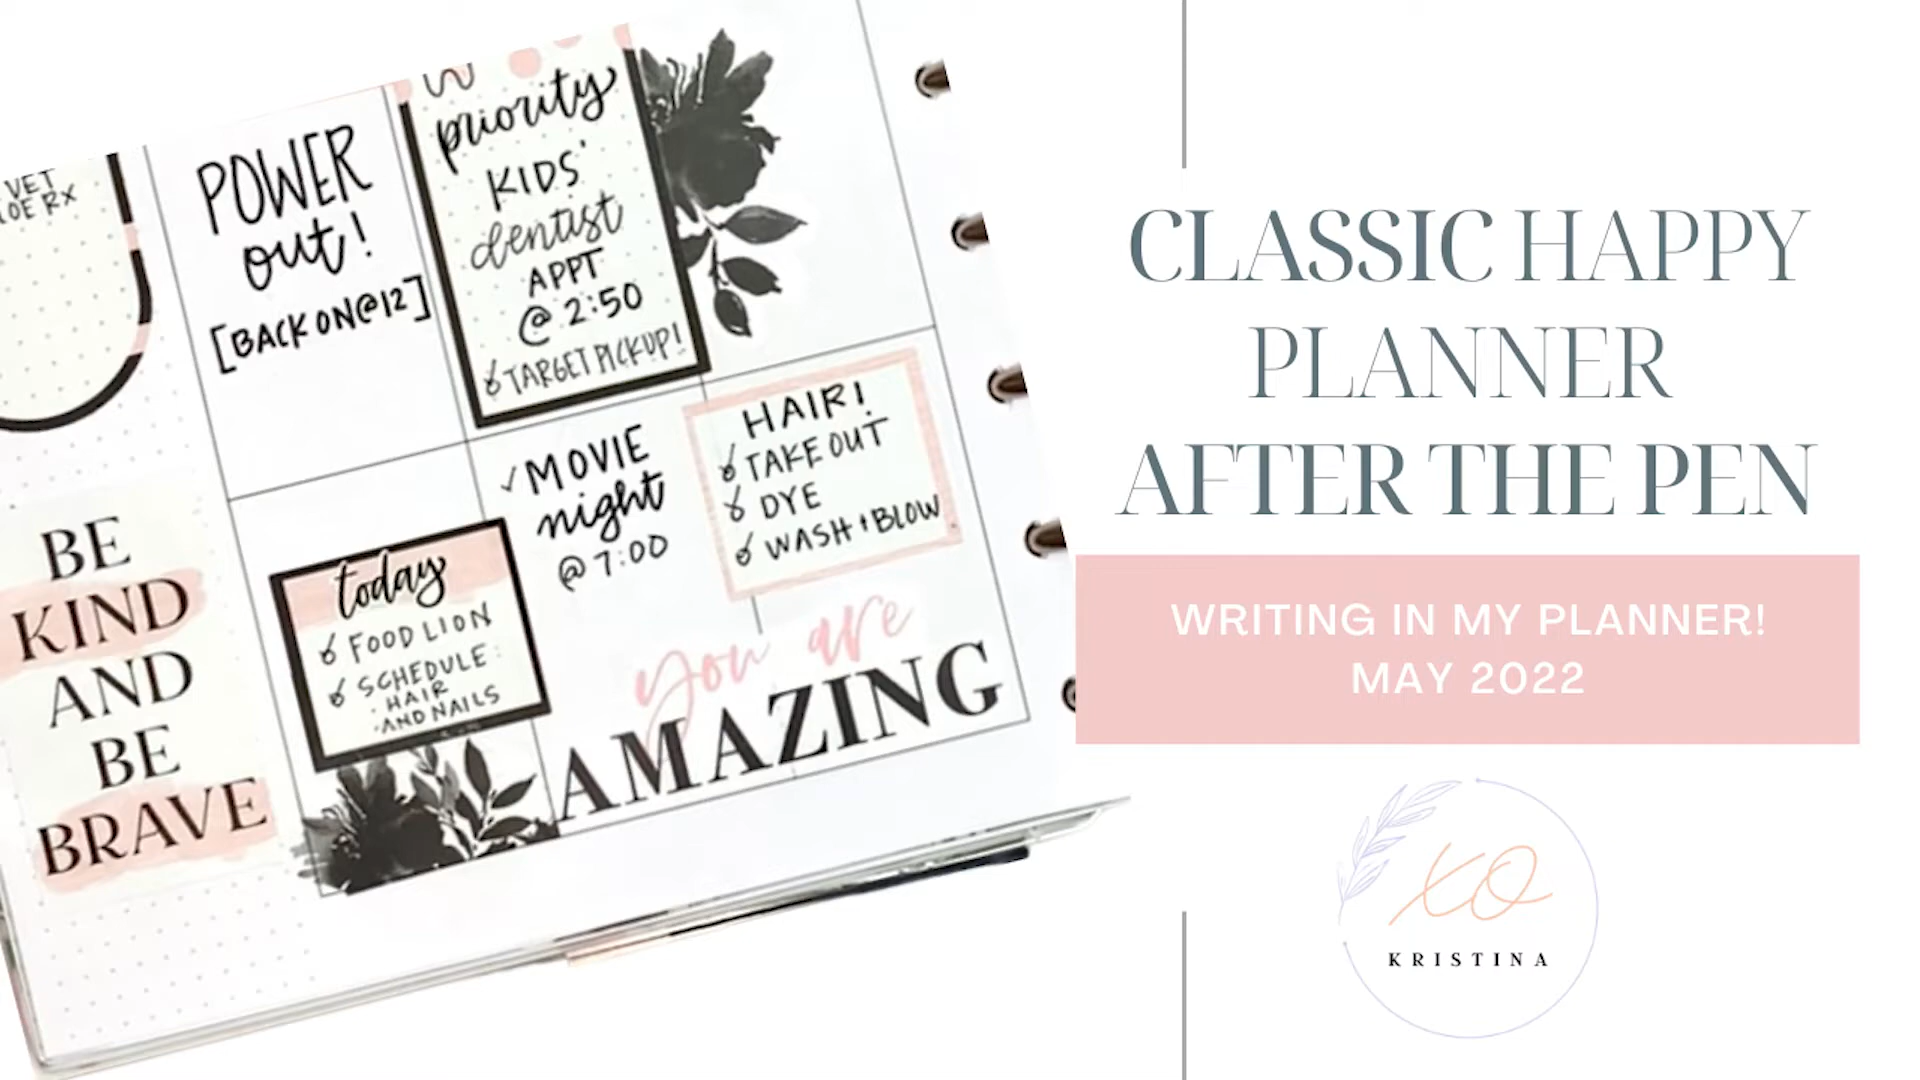 VET
RX
POWER
out!
[BACK ON@12]
priority
KIDS'
dentist
APPT
@ 2:50
TARGET PICKUP!
✓ MOVIE
night
@ 7:00
HAIR!
TAKE OUT
DYE
WASH + BLOW
BE
KIND
AND
BE
BRAVE
today
FOOD LION
SCHEDULE:
· HAIR
· AND NAILS
you are
AMAZING
CLASSIC HAPPY
PLANNER
AFTER THE PEN
WRITING IN MY PLANNER!
MAY 2022
XO
KRISTINA